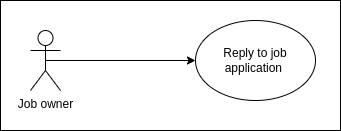 Reply to job
application
Job owner